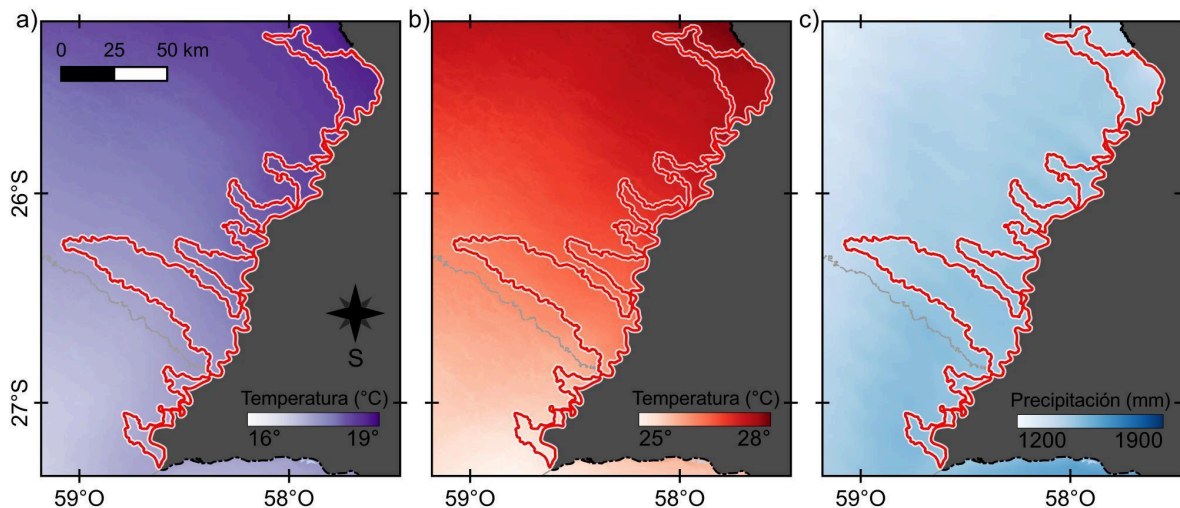 a)
0 25 50 km
26°S
27°S
S
Temperatura (°C)
16° 19°
59°O 58°O
b)
Temperatura (°C)
25° 28°
59°O 58°O
c)
Precipitación (mm)
1200 1900
59°O 58°O